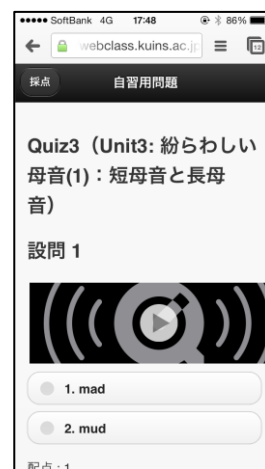 SoftBank 4G 17:48 86%
webclass.kuins.ac.j
12
採点 自習用問題
Quiz3（Unit3: 紛らわしい
母音(1)：短母音と長母
音）
設問 1
1. mad
2. mud
配点 : 1